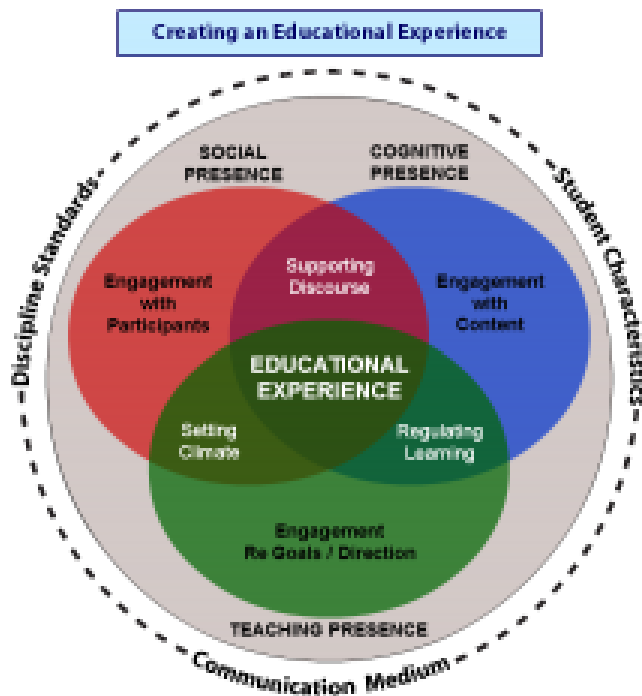 Creating an Educational Experience
SOCIAL
PRESENCE
COGNITIVE
PRESENCE
Discipline Standards
Student Characteristics
Engagement
with
Participants
Supporting
Discourse
Engagement
with
Content
EDUCATIONAL
EXPERIENCE
Setting
Climate
Regulating
Learning
Engagement
Re Goals / Direction
TEACHING PRESENCE
Communication Medium